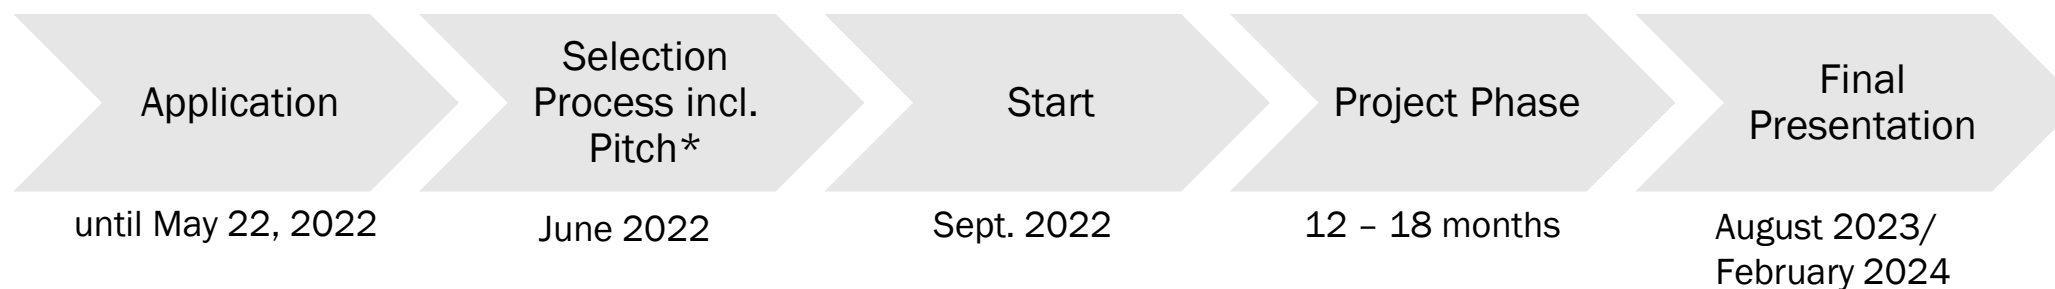 Application
Selection
Process incl.
Pitch*
Start
Project Phase
Final
Presentation
until May 22, 2022
June 2022
Sept. 2022
12 – 18 months
August 2023/
February 2024